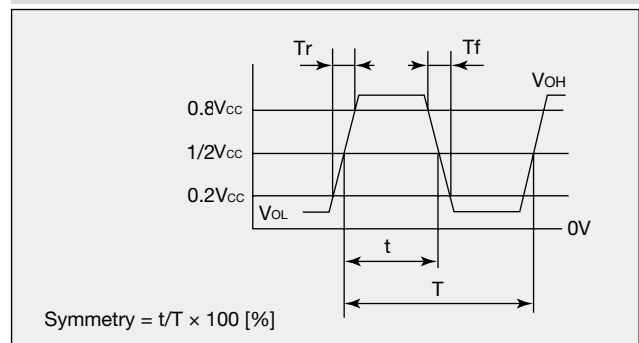 Tr Tf
VOH
0.8Vcc
1/2Vcc
0.2Vcc
VOL
0V
t
T
Symmetry = t/T × 100 [%]